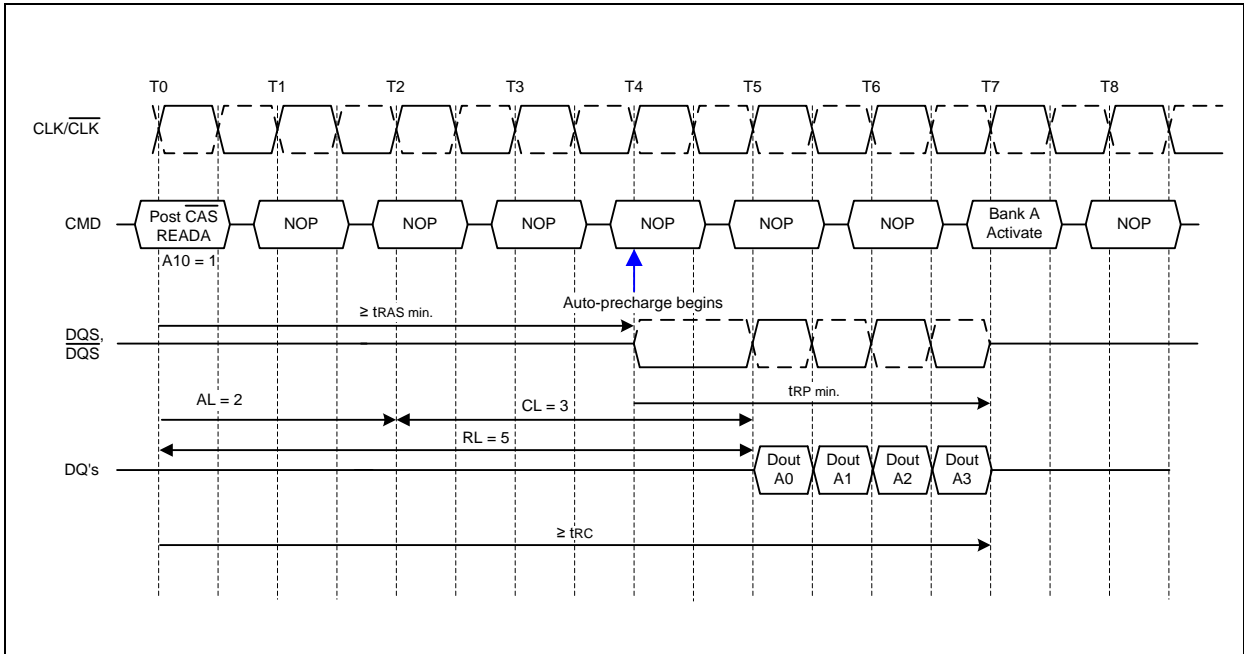 T0 T1 T2 T3 T4 T5 T6 T7 T8
CLK/CLK
CMD
Post CAS
READA
NOP NOP NOP NOP NOP NOP
Bank A
Activate
NOP
A10 = 1
Auto-precharge begins
≥ tRAS min.
DQS,
DQS
tRP min.
AL = 2
CL = 3
RL = 5
DQ's
Dout
A0
Dout
A1
Dout
A2
Dout
A3
≥ tRC